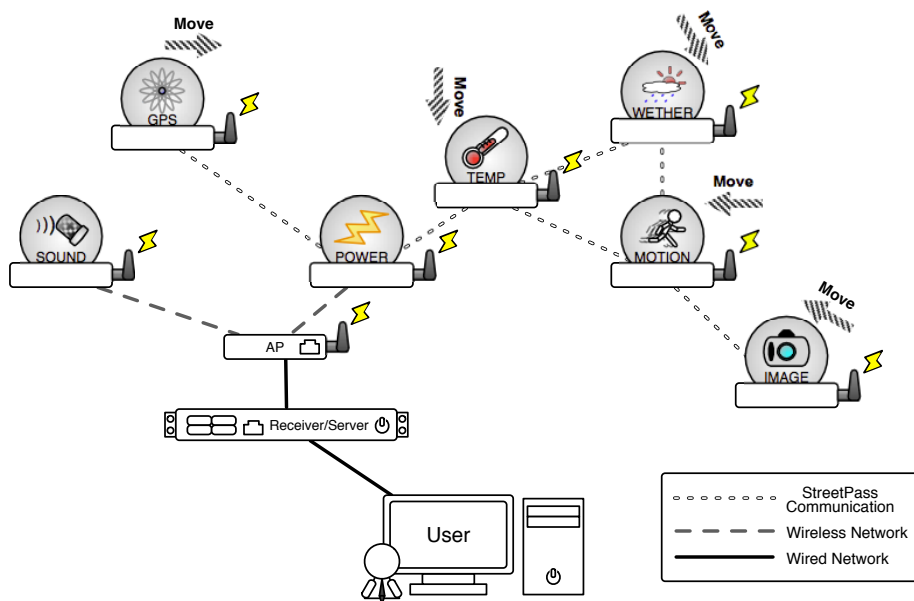 Move
GPS
Move
TEMP
Move
WETHER
SOUND
POWER
Move
MOTION
AP
Move
IMAGE
Receiver/Server
User
StreetPass
Communication
Wireless Network
Wired Network